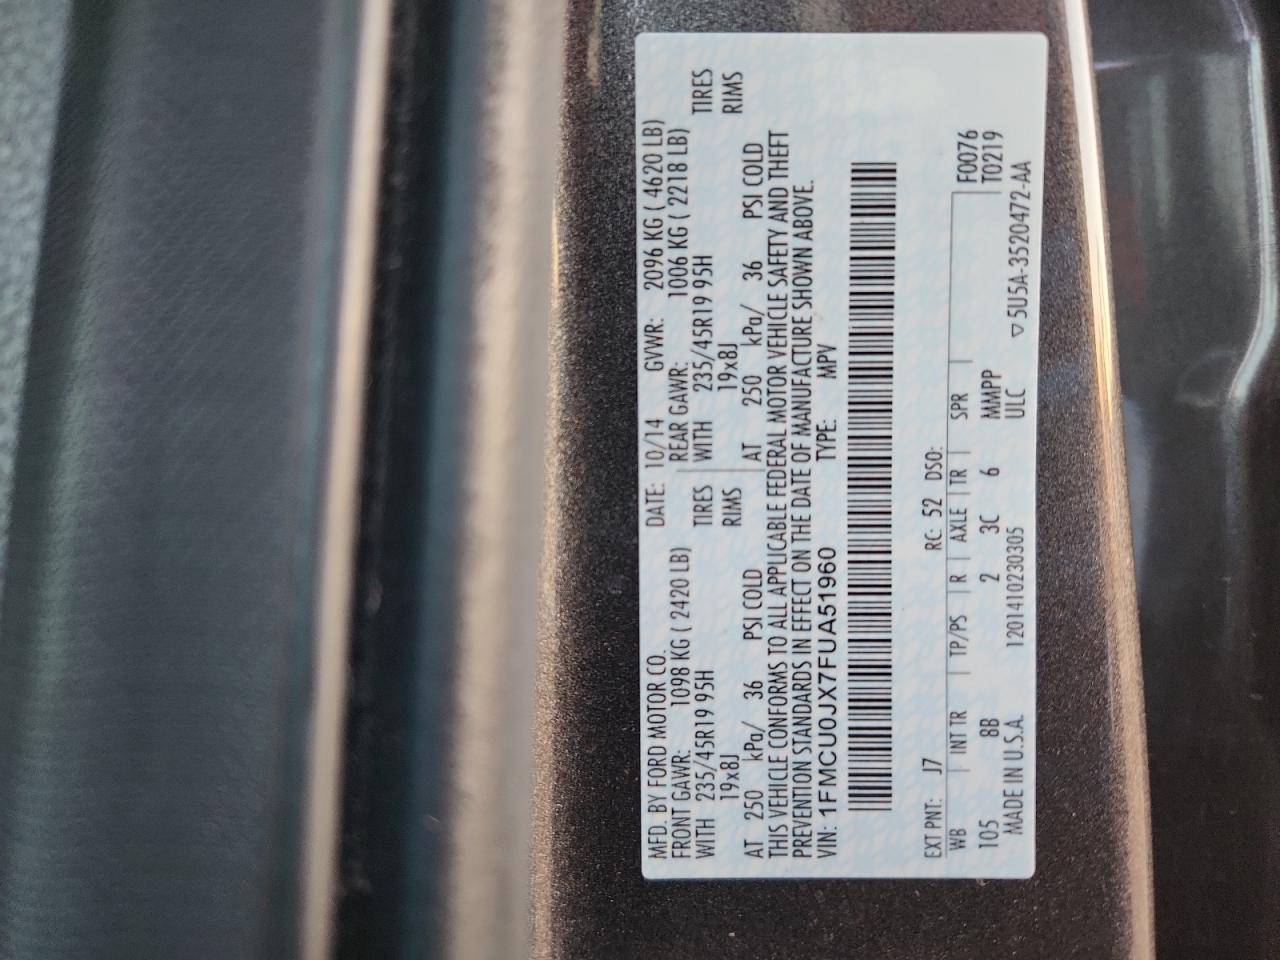 MFD. BY FORD MOTOR CO. DATE: 10/14 GVWR: 2096 KG ( 4620 LB)
FRONT GAWR: 1098 KG ( 2420 LB) REAR GAWR: 1006 KG ( 2218 LB)
WITH 235/45R19 95H TIRES WITH 235/45R19 95H TIRES
19x8J RIMS 19x8J RIMS
AT 250 kPa/ 36 PSI COLD AT 250 kPa/ 36 PSI COLD
THIS VEHICLE CONFORMS TO ALL APPLICABLE FEDERAL MOTOR VEHICLE SAFETY AND THEFT
PREVENTION STANDARDS IN EFFECT ON THE DATE OF MANUFACTURE SHOWN ABOVE.
VIN: 1FMCU0JX7FUA51960 TYPE: MPV
EXT PNT: J7 RC: 52 DSO:
WB INT TR TP/PS R AXLE TR SPR F0076
105 8B 2 3C 6 MMPP T0219
MADE IN U.S.A. 1201410230305 ULC ▽5U5A-3520472-AA